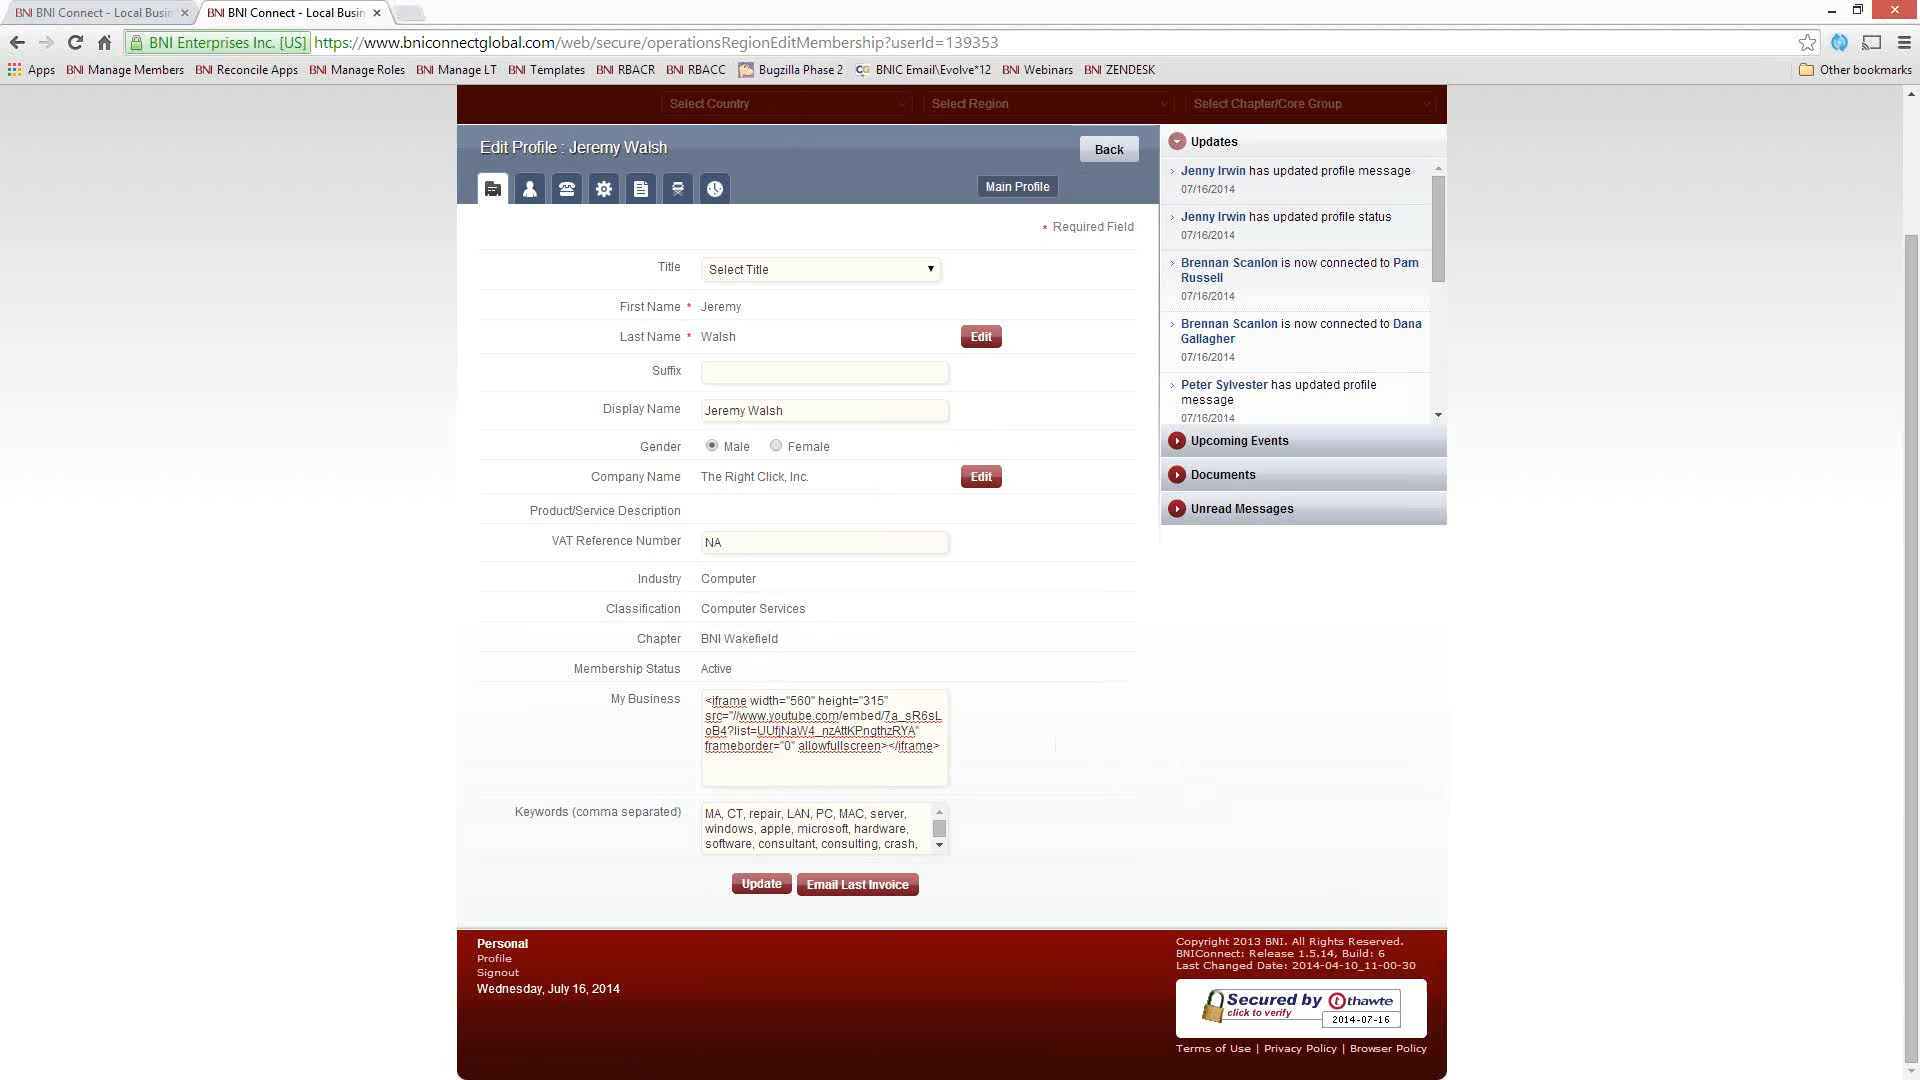 BNI BNI Connect - Local Busin
BNI BNI Connect - Local Busin
BNI Enterprises Inc. [US] https://www.bniconnectglobal.com/web/secure/operationsRegionEditMembership?userId=139353
Apps BNI Manage Members BNI Reconcile Apps BNI Manage Roles BNI Manage LT BNI Templates BNI RBACR BNI RBACC Bugzilla Phase 2 BNIC Email\Evolve*12 BNI Webinars BNI ZENDESK Other bookmarks
Select Country Select Region Select Chapter/Core Group
Edit Profile : Jeremy Walsh
Back
Main Profile
* Required Field
Title Select Title
First Name * Jeremy
Last Name * Walsh Edit
Suffix
Display Name Jeremy Walsh
Gender Male Female
Company Name The Right Click, Inc. Edit
Product/Service Description
VAT Reference Number NA
Industry Computer
Classification Computer Services
Chapter BNI Wakefield
Membership Status Active
My Business <iframe width="560" height="315"
src="//www.youtube.com/embed/7a_sR6sL
oB4?list=UUfjNaW4_nzAttKPngthzRYA"
frameborder="0" allowfullscreen></iframe>
Keywords (comma separated) MA, CT, repair, LAN, PC, MAC, server,
windows, apple, microsoft, hardware,
software, consultant, consulting, crash,
Update Email Last Invoice
Updates
Jenny Irwin has updated profile message
07/16/2014
Jenny Irwin has updated profile status
07/16/2014
Brennan Scanlon is now connected to Pam
Russell
07/16/2014
Brennan Scanlon is now connected to Dana
Gallagher
07/16/2014
Peter Sylvester has updated profile
message
07/16/2014
Upcoming Events
Documents
Unread Messages
Personal
Profile
Signout
Wednesday, July 16, 2014
Copyright 2013 BNI. All Rights Reserved.
BNIConnect: Release 1.5.14, Build: 6
Last Changed Date: 2014-04-10_11-00-30
Secured by thawte
click to verify
2014-07-16
Terms of Use | Privacy Policy | Browser Policy